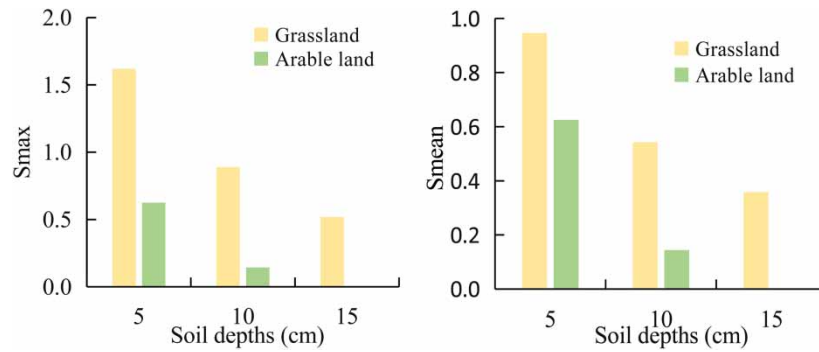 2.0
1.5
1.0
0.5
0.0
Smax
Grassland
Arable land
5 10 15
Soil depths (cm)
1.0
0.8
0.6
0.4
0.2
0.0
Smean
Grassland
Arable land
5 10 15
Soil depths (cm)